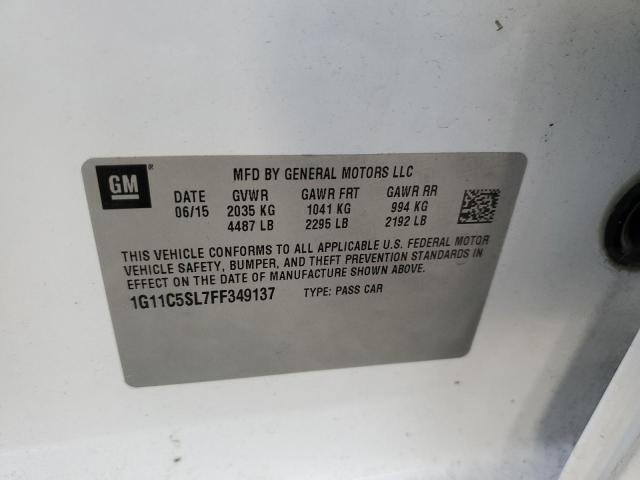 GM ® MFD BY GENERAL MOTORS LLC
DATE GVWR GAWR FRT GAWR RR
06/15 2035 KG 1041 KG 994 KG
4487 LB 2295 LB 2192 LB
THIS VEHICLE CONFORMS TO ALL APPLICABLE U.S. FEDERAL MOTOR
VEHICLE SAFETY, BUMPER, AND THEFT PREVENTION STANDARDS IN
EFFECT ON THE DATE OF MANUFACTURE SHOWN ABOVE.
1G11C5SL7FF349137 TYPE: PASS CAR